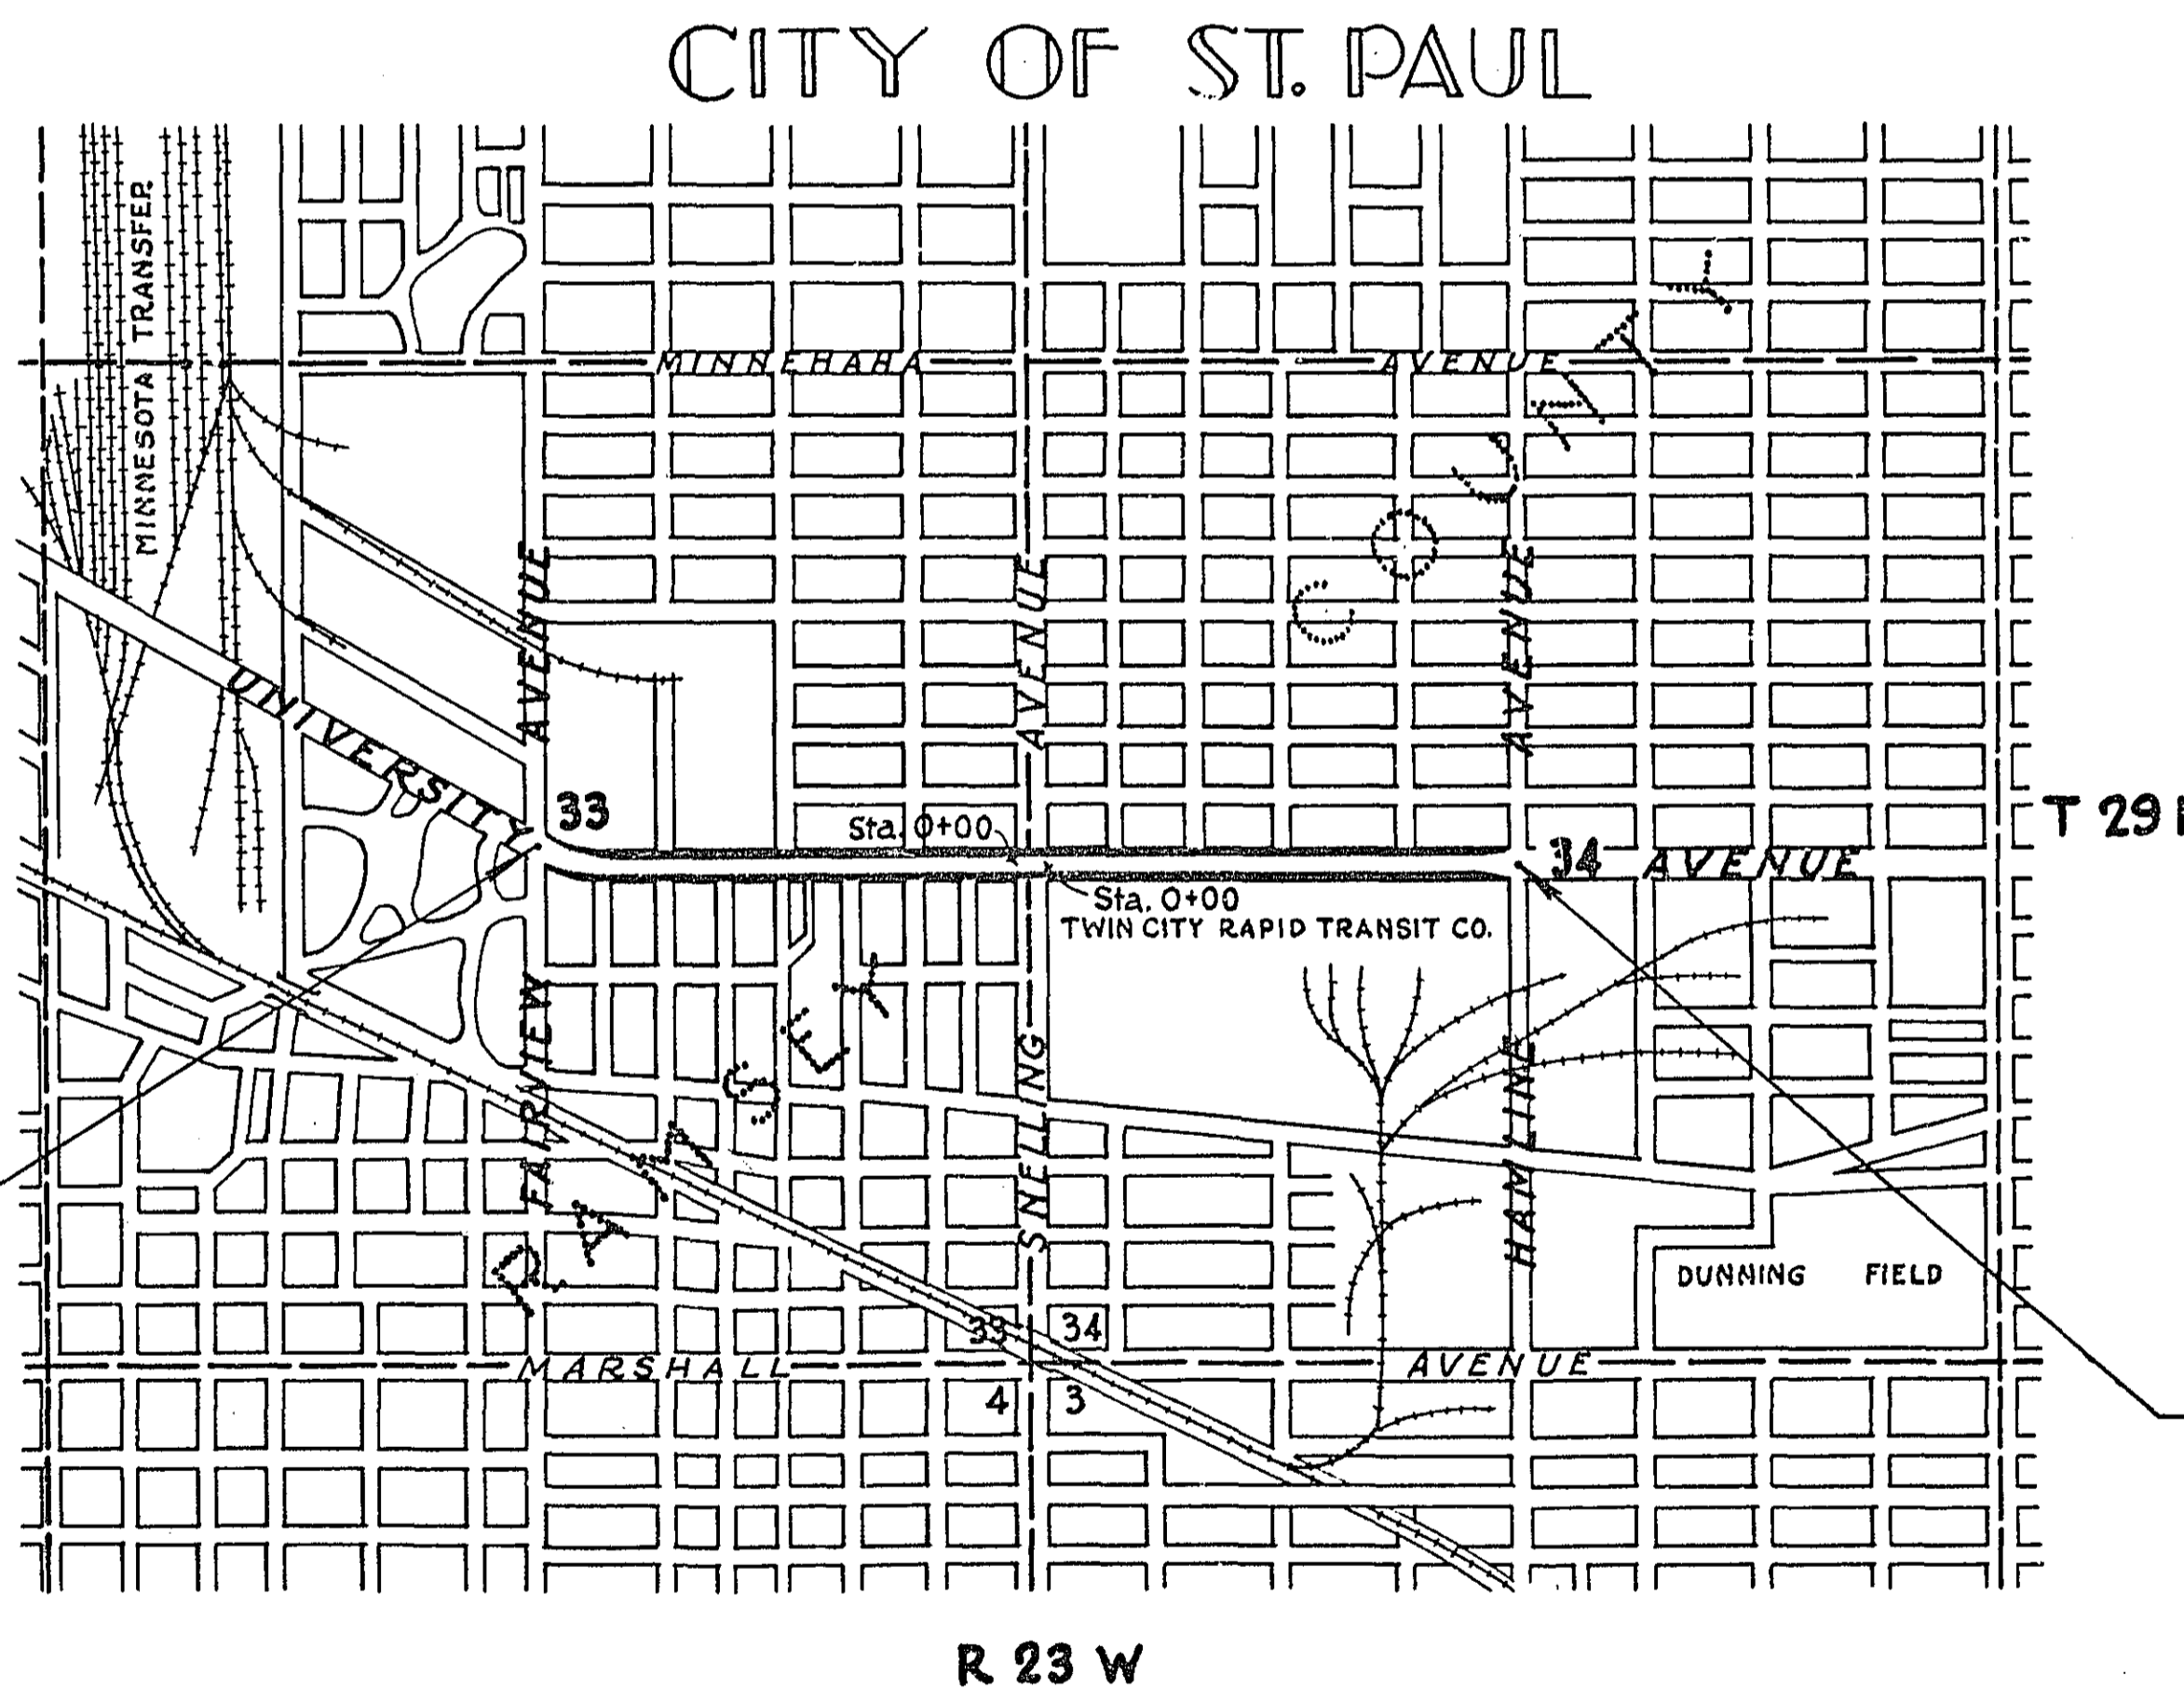 CITY OF ST. PAUL
MINNESOTA TRANSFER.
MINNEHAHA AVENUE
RAMSEY COUNTY
UNIVERSITY AVENUE
FAIRVIEW AVENUE
SNELLING AVENUE
HAMLINE AVENUE
33
34
Sta. 0+00
Sta. 0+00
TWIN CITY RAPID TRANSIT CO.
T 29
DUNNING FIELD
33 34
MARSHALL AVENUE
4 3
R 23 W